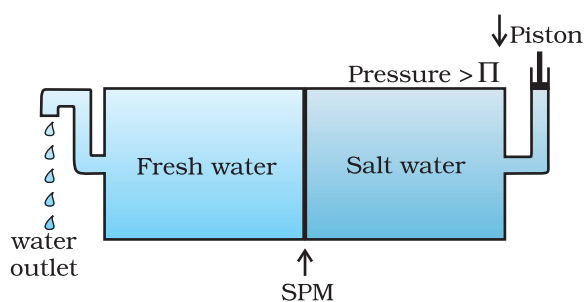 Piston
Pressure > Π
Fresh water
Salt water
water
outlet
SPM